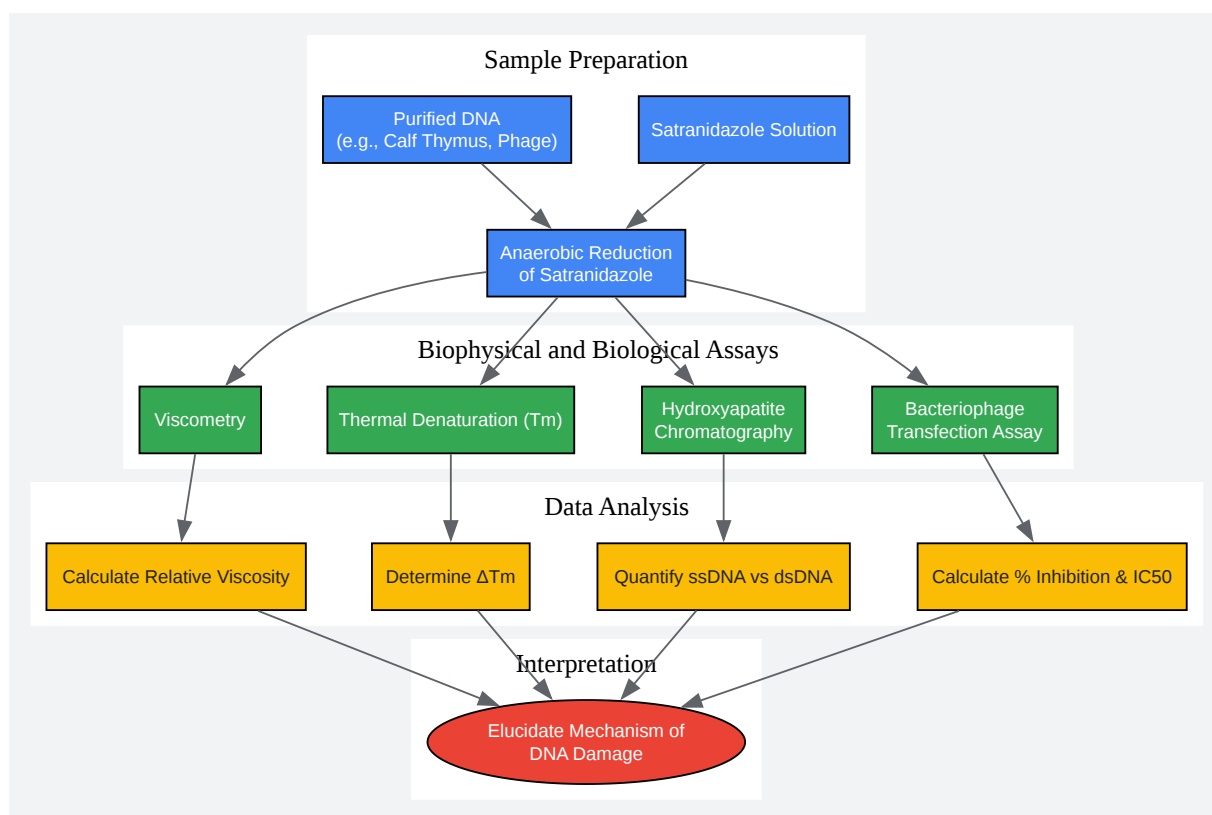 Sample Preparation
Purified DNA
(e.g., Calf Thymus, Phage)
Satranidazole Solution
Anaerobic Reduction
of Satranidazole
Biophysical and Biological Assays
Viscometry
Thermal Denaturation (Tm)
Hydroxyapatite
Chromatography
Bacteriophage
Transfection Assay
Data Analysis
Calculate Relative Viscosity
Determine ΔTm
Quantify ssDNA vs dsDNA
Calculate % Inhibition & IC50
Interpretation
Elucidate Mechanism of
DNA Damage